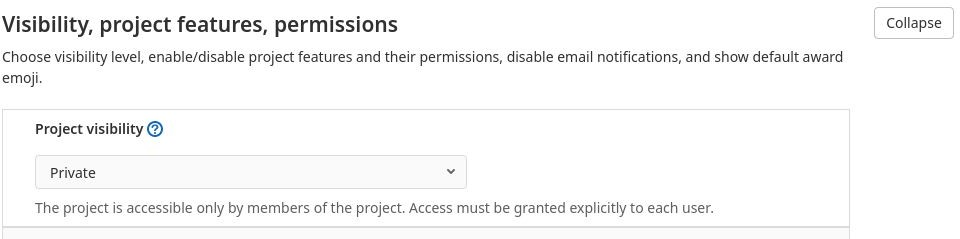 Visibility, project features, permissions
Collapse
Choose visibility level, enable/disable project features and their permissions, disable email notifications, and show default award
emoji.
Project visibility
Private
The project is accessible only by members of the project. Access must be granted explicitly to each user.